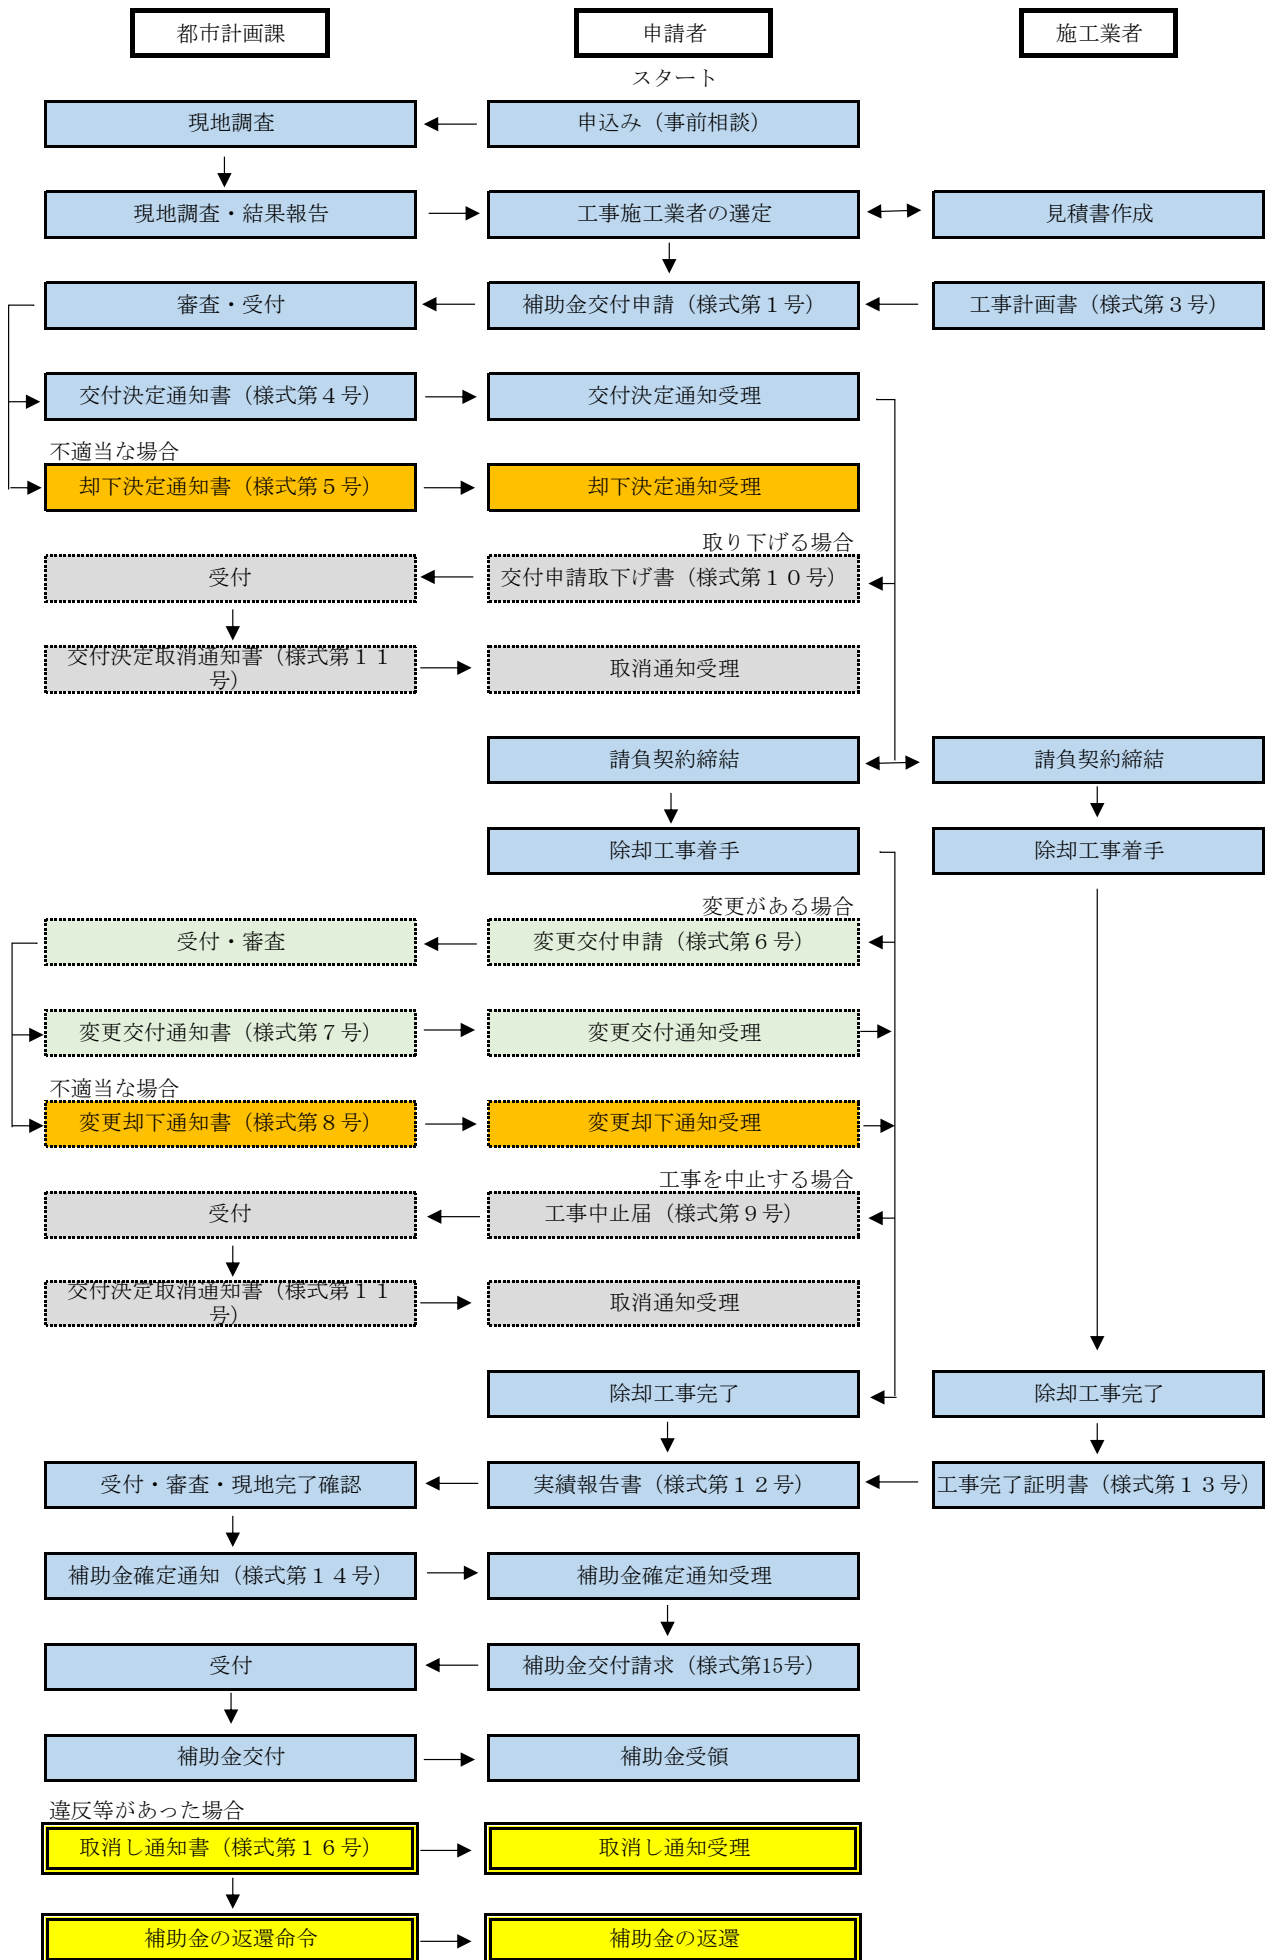 都市計画課
申請者
施工業者
スタート
現地調査
申込み（事前相談）
現地調査・結果報告
工事施工業者の選定
見積書作成
審査・受付
補助金交付申請（様式第１号）
工事計画書（様式第３号）
交付決定通知書（様式第４号）
交付決定通知受理
不適当な場合
却下決定通知書（様式第５号）
却下決定通知受理
取り下げる場合
受付
交付申請取下げ書（様式第１０号）
交付決定取消通知書（様式第１１
号）
取消通知受理
請負契約締結
請負契約締結
除却工事着手
除却工事着手
変更がある場合
受付・審査
変更交付申請（様式第６号）
変更交付通知書（様式第７号）
変更交付通知受理
不適当な場合
変更却下通知書（様式第８号）
変更却下通知受理
工事を中止する場合
受付
工事中止届（様式第９号）
交付決定取消通知書（様式第１１
号）
取消通知受理
除却工事完了
除却工事完了
受付・審査・現地完了確認
実績報告書（様式第１２号）
工事完了証明書（様式第１３号）
補助金確定通知（様式第１４号）
補助金確定通知受理
受付
補助金交付請求（様式第15号）
補助金交付
補助金受領
違反等があった場合
取消し通知書（様式第１６号）
取消し通知受理
補助金の返還命令
補助金の返還